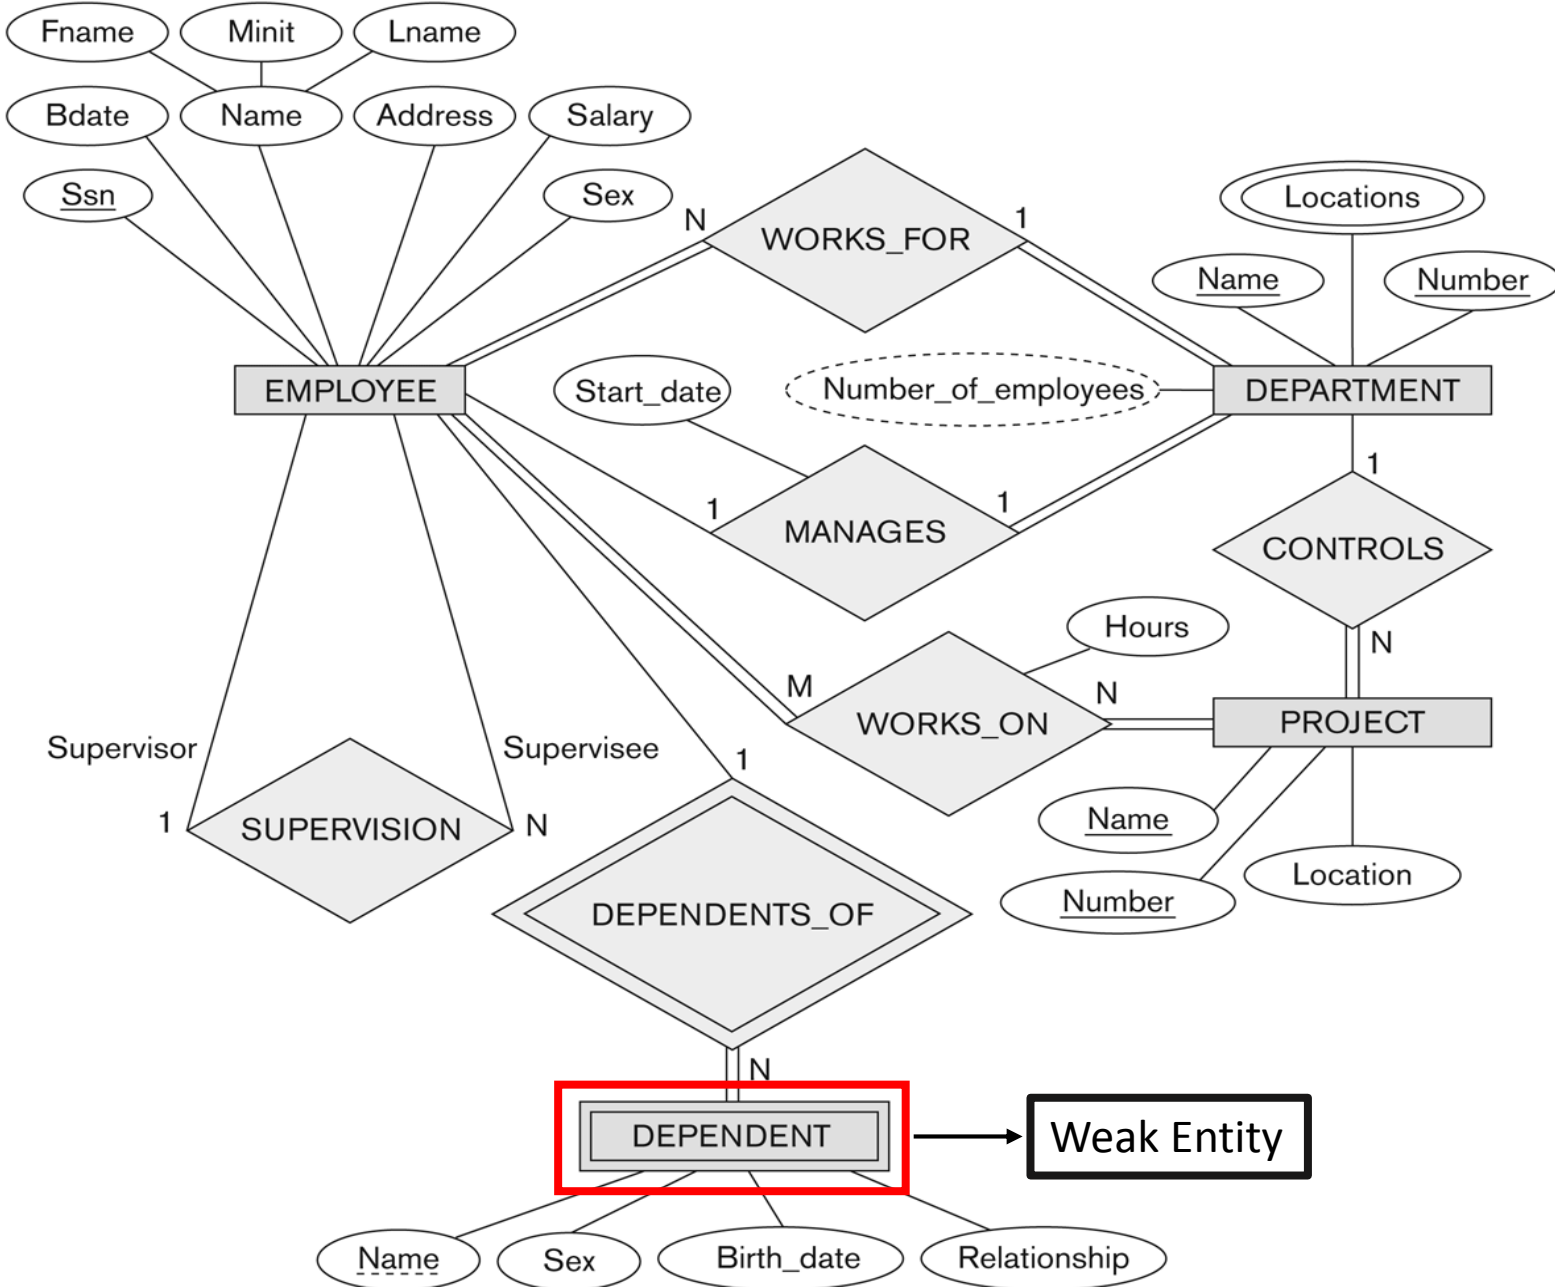 Fname
Minit
Lname
Bdate
Name
Address
Salary
Ssn
Sex
N
WORKS_FOR
1
Locations
Name
Number
EMPLOYEE
Start_date
Number_of_employees
DEPARTMENT
1
MANAGES
1
1
CONTROLS
N
Hours
M
WORKS_ON
N
PROJECT
Supervisor
Supervisee
1
SUPERVISION
N
1
Name
Number
Location
DEPENDENTS_OF
N
DEPENDENT
Weak Entity
Name
Sex
Birth_date
Relationship